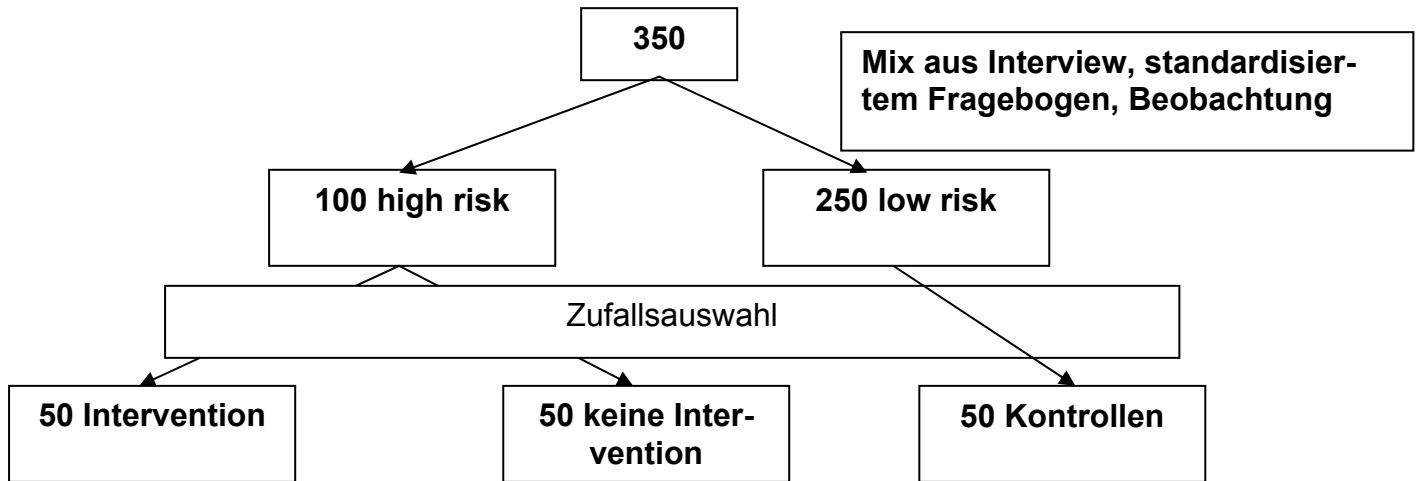 350
Mix aus Interview, standardisier-
tem Fragebogen, Beobachtung
100 high risk
250 low risk
Zufallsauswahl
50 Intervention
50 keine Inter-
vention
50 Kontrollen